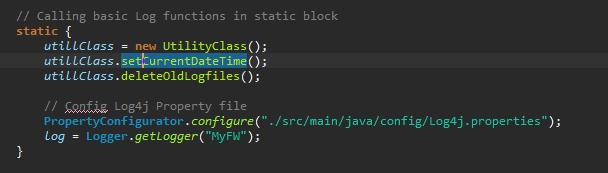 // Calling basic Log functions in static block
static {
utillClass = new UtilityClass();
utillClass.setCurrentDateTime();
utillClass.deleteOldLogfiles();
// Config Log4j Property file
PropertyConfigurator.configure("./src/main/java/config/Log4j.properties");
log = Logger.getLogger("MyFW");
}